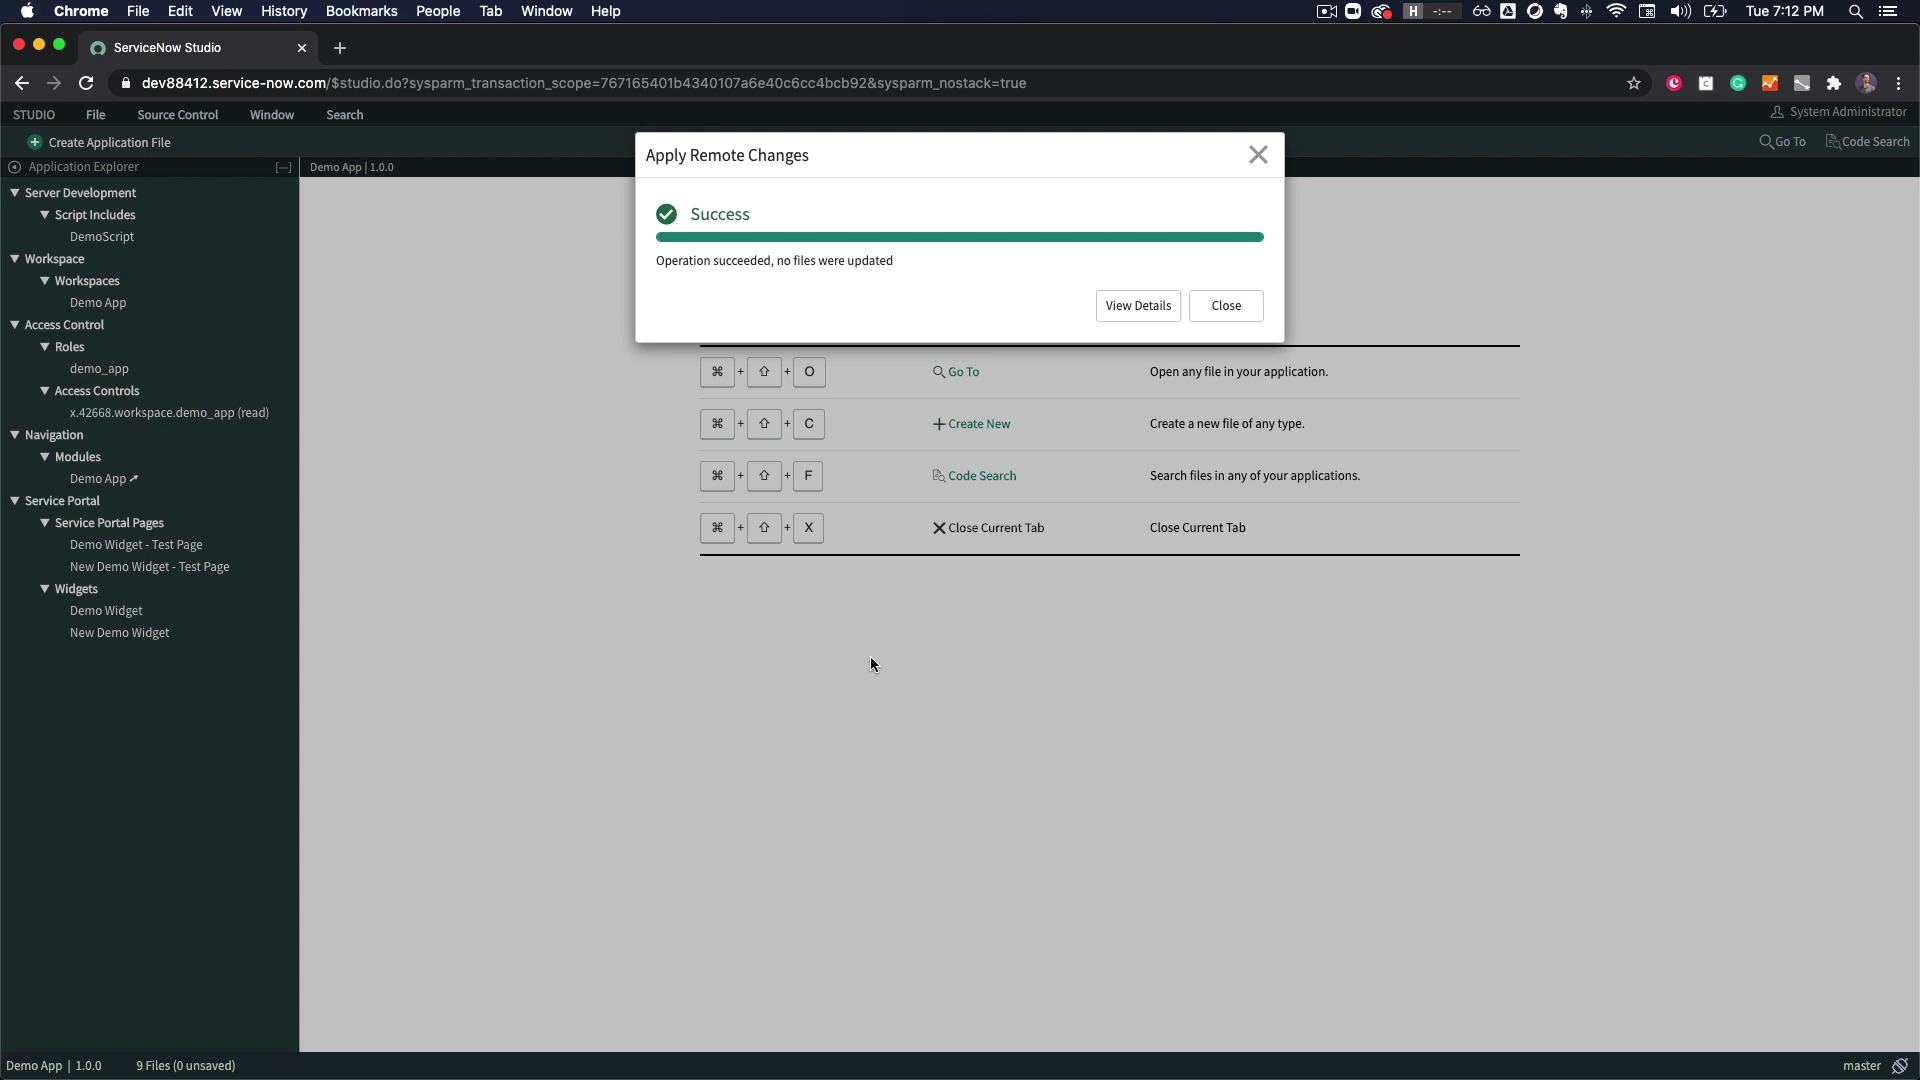 Chrome File Edit View History Bookmarks People Tab Window Help
H -:-- Tue 7:12 PM
ServiceNow Studio
dev88412.service-now.com/$studio.do?sysparm_transaction_scope=767165401b4340107a6e40c6cc4bcb92&sysparm_nostack=true
STUDIO File Source Control Window Search System Administrator
Create Application File Go To Code Search
Application Explorer [—] Demo App | 1.0.0
Server Development
Script Includes
DemoScript
Workspace
Workspaces
Demo App
Access Control
Roles
demo_app
Access Controls
x.42668.workspace.demo_app (read)
Navigation
Modules
Demo App
Service Portal
Service Portal Pages
Demo Widget - Test Page
New Demo Widget - Test Page
Widgets
Demo Widget
New Demo Widget
Apply Remote Changes
Success
Operation succeeded, no files were updated
View Details Close
⌘ + ⇧ + O Go To Open any file in your application.
⌘ + ⇧ + C Create New Create a new file of any type.
⌘ + ⇧ + F Code Search Search files in any of your applications.
⌘ + ⇧ + X Close Current Tab Close Current Tab
Demo App | 1.0.0 9 Files (0 unsaved) master